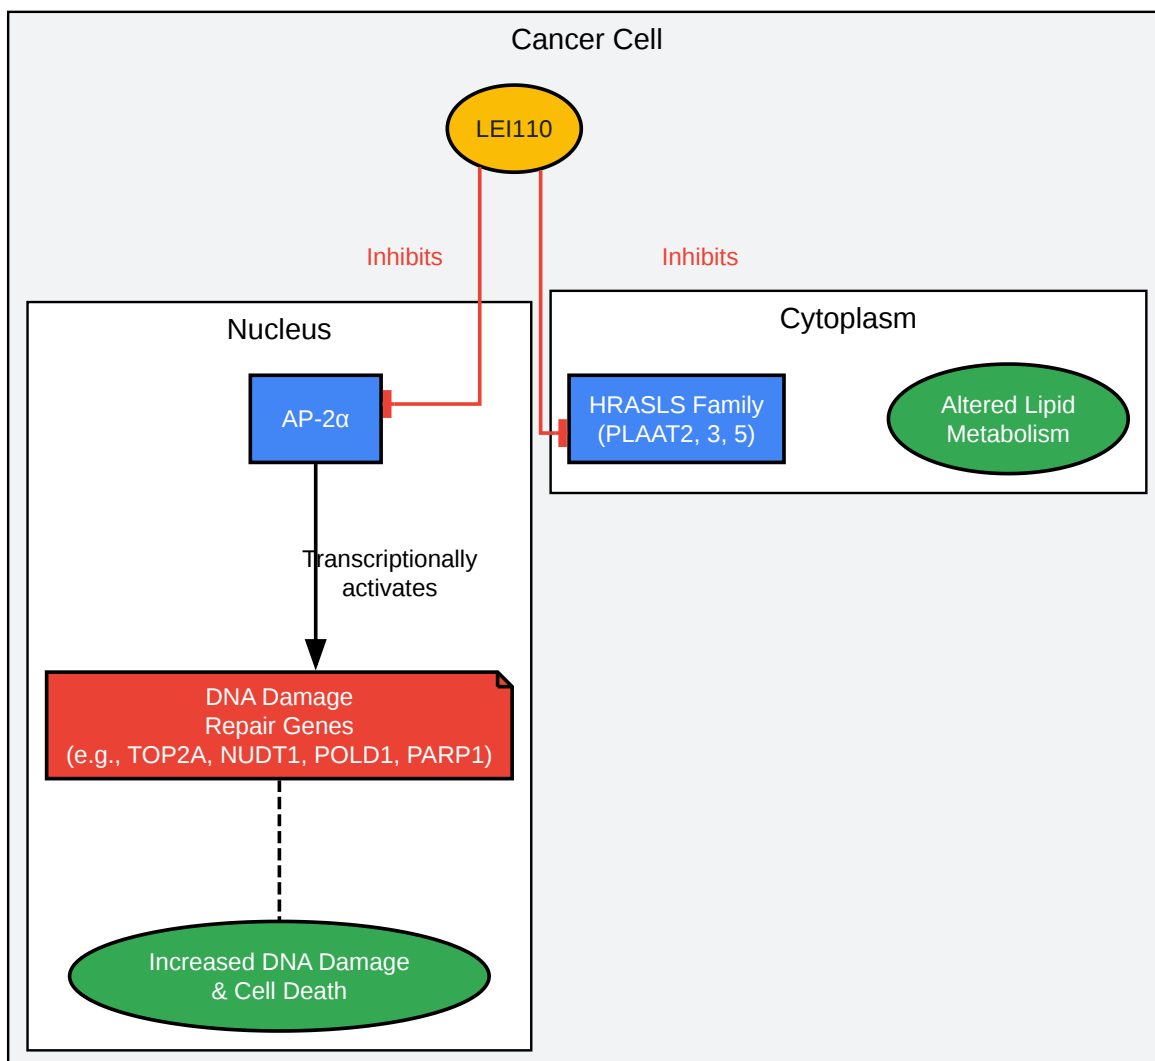 Cancer Cell
LEI110
Inhibits
Inhibits
Nucleus
AP-2α
Transcriptionally
activates
DNA Damage
Repair Genes
(e.g., TOP2A, NUDT1, POLD1, PARP1)
Increased DNA Damage
& Cell Death
Cytoplasm
HRASLS Family
(PLAAT2, 3, 5)
Altered Lipid
Metabolism